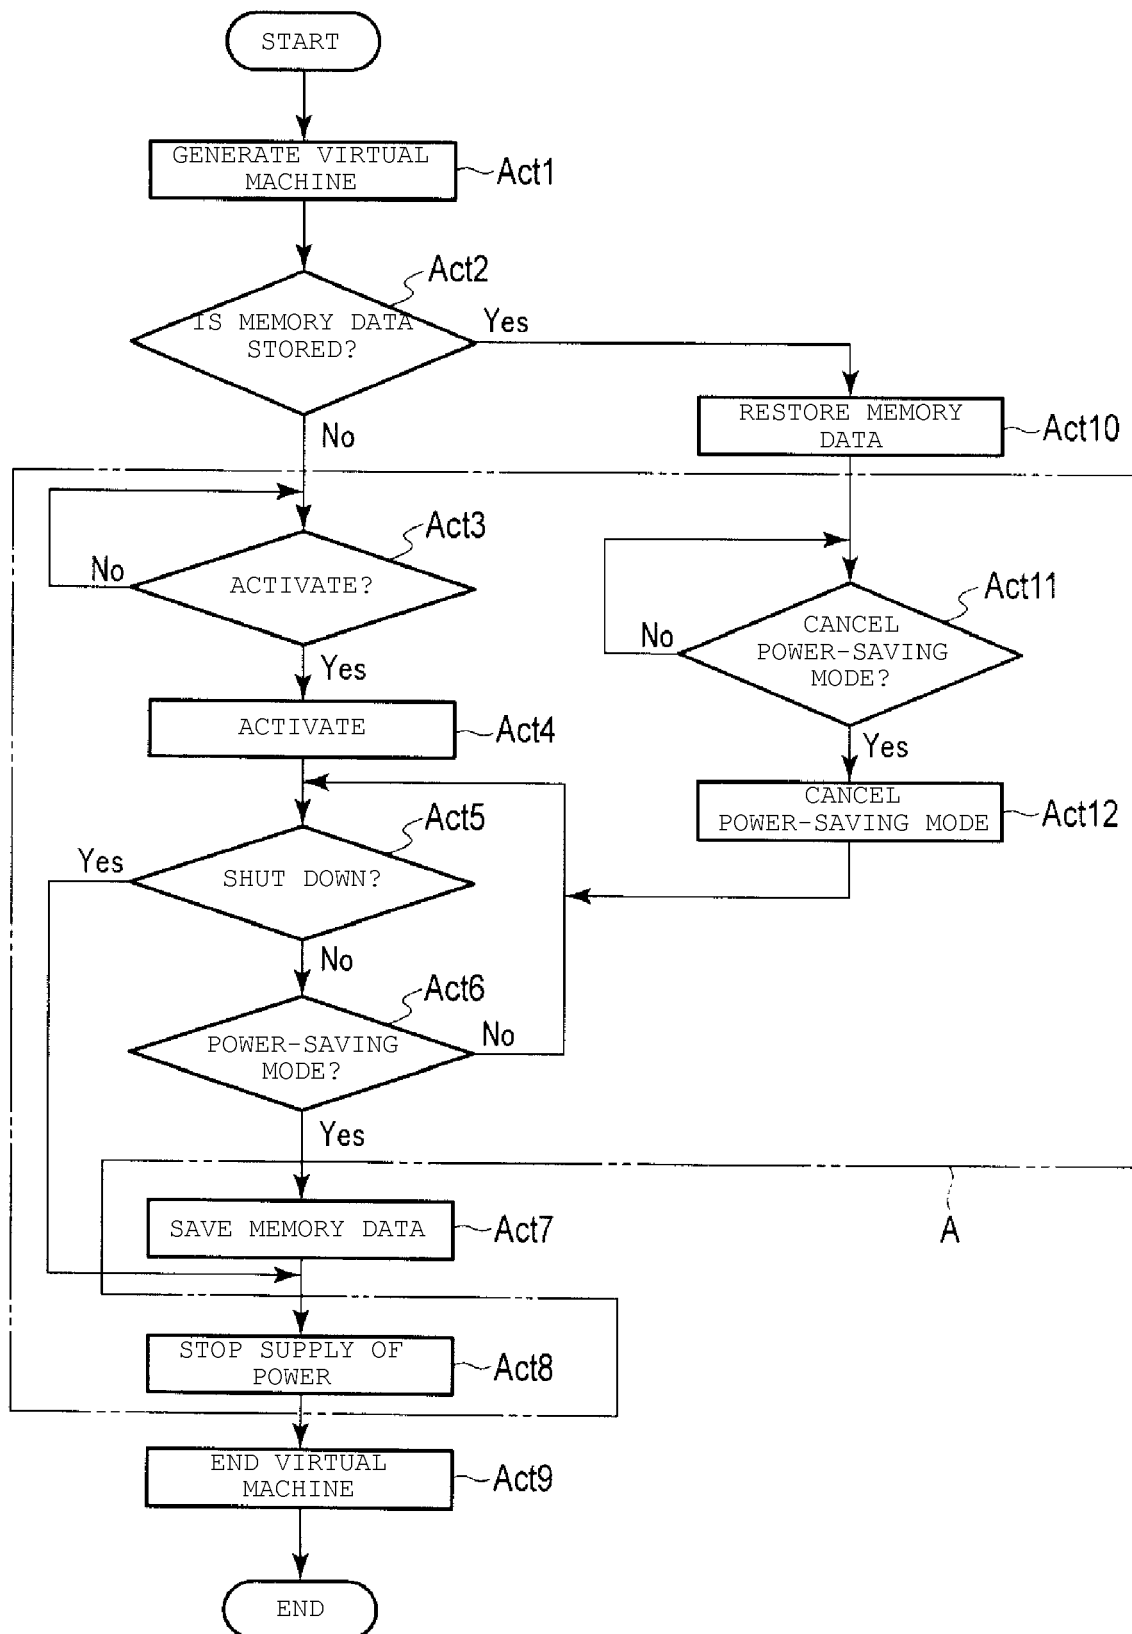 START
GENERATE VIRTUAL
MACHINE
Act1
Act2
IS MEMORY DATA
STORED?
Yes
No
RESTORE MEMORY
DATA
Act10
Act3
ACTIVATE?
No
Yes
Act11
CANCEL
POWER-SAVING
MODE?
No
Yes
ACTIVATE
Act4
CANCEL
POWER-SAVING MODE
Act12
Act5
SHUT DOWN?
Yes
No
Act6
POWER-SAVING
MODE?
No
Yes
SAVE MEMORY DATA
Act7
A
STOP SUPPLY OF
POWER
Act8
END VIRTUAL
MACHINE
Act9
END